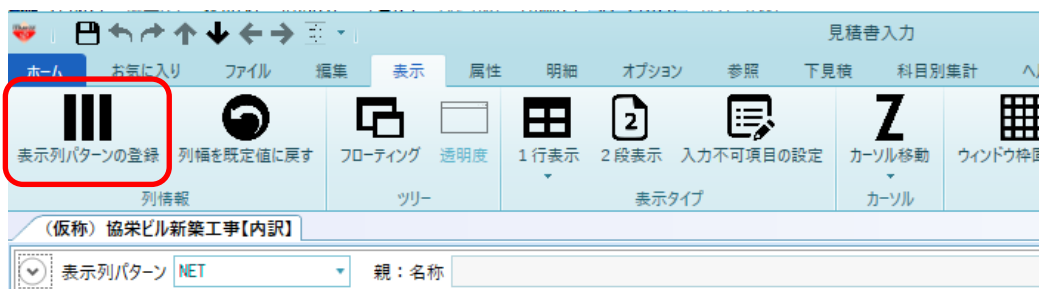 見積書入力
ホーム お気に入り ファイル 編集 表示 属性 明細 オプション 参照 下見積 科目別集計
表示列パターンの登録 列幅を既定値に戻す フローティング 透明度 1行表示 2段表示 入力不可項目の設定 カーソル移動 ウィンドウ枠
列情報 ツリー 表示タイプ カーソル
（仮称）協栄ビル新築工事【内訳】
表示列パターン NET 親：名称